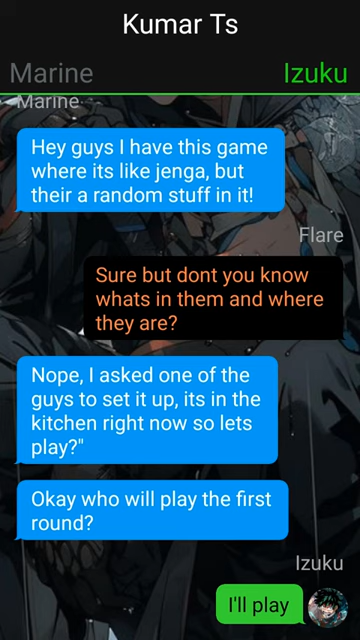 Kumar Ts
Marine
Izuku
Marine
Hey guys I have this game
where its like jenga, but
their a random stuff in it!
Flare
Sure but dont you know
whats in them and where
they are?
Nope, I asked one of the
guys to set it up, its in the
kitchen right now so lets
play?"
Okay who will play the first
round?
Izuku
I'll play